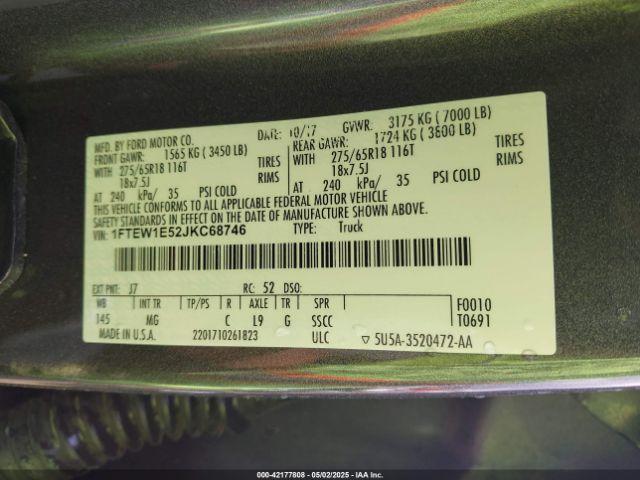 MFD. BY FORD MOTOR CO. DATE: 10/17 GVWR: 3175 KG ( 7000 LB)
FRONT GAWR: 1565 KG ( 3450 LB) REAR GAWR: 1724 KG ( 3800 LB)
WITH 275/65R18 116T TIRES WITH 275/65R18 116T TIRES
18x7.5J RIMS 18x7.5J RIMS
AT 240 kPa/ 35 PSI COLD AT 240 kPa/ 35 PSI COLD
THIS VEHICLE CONFORMS TO ALL APPLICABLE FEDERAL MOTOR VEHICLE
SAFETY STANDARDS IN EFFECT ON THE DATE OF MANUFACTURE SHOWN ABOVE.
VIN: 1FTEW1E52JKC68746 TYPE: Truck
EXT PNT: J7 RC: 52 DSO:
WB INT TR TP/PS R AXLE TR SPR F0010
145 MG C L9 G SSCC T0691
MADE IN U.S.A. 2201710261823 ULC ▽ 5U5A-3520472-AA
000-42177808 - 05/02/2025 - IAA Inc.